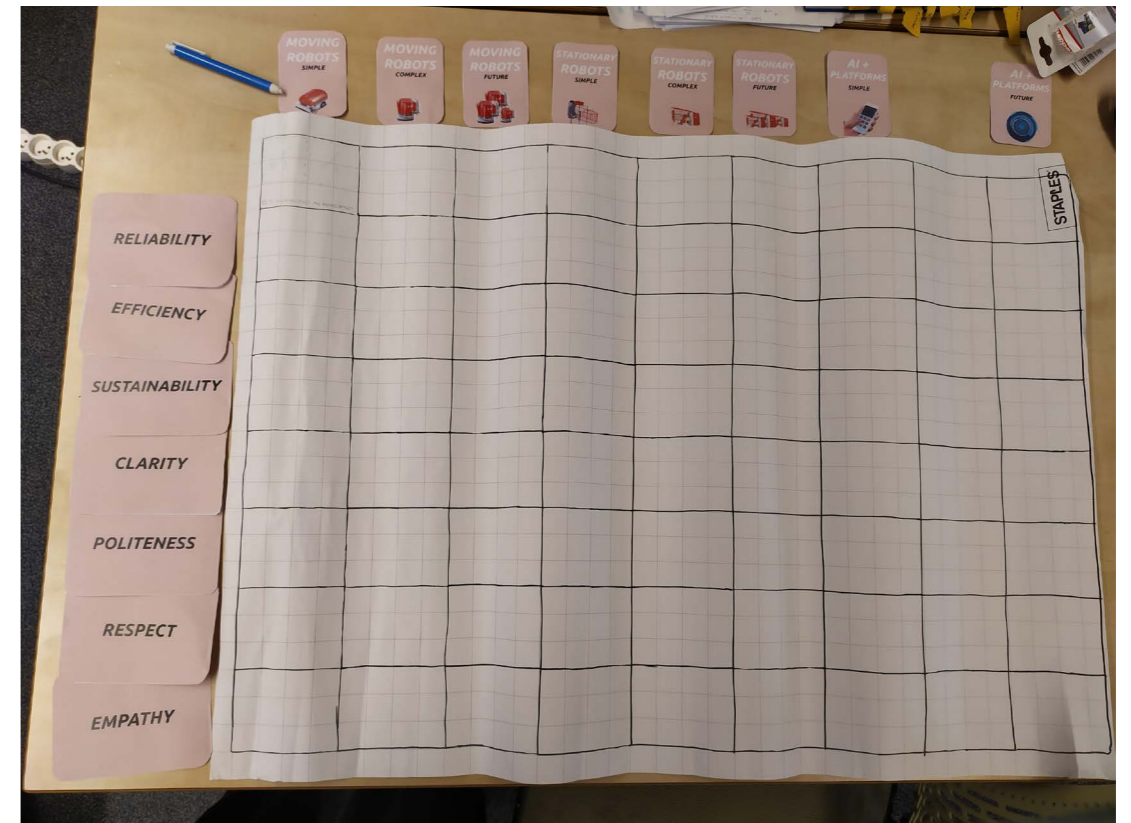 MOVING
ROBOTS
SIMPLE
MOVING
ROBOTS
COMPLEX
MOVING
ROBOTS
FUTURE
STATIONARY
ROBOTS
SIMPLE
STATIONARY
ROBOTS
COMPLEX
STATIONARY
ROBOTS
FUTURE
AI +
PLATFORMS
SIMPLE
AI +
PLATFORMS
FUTURE
STAPLES
RELIABILITY
EFFICIENCY
SUSTAINABILITY
CLARITY
POLITENESS
RESPECT
EMPATHY